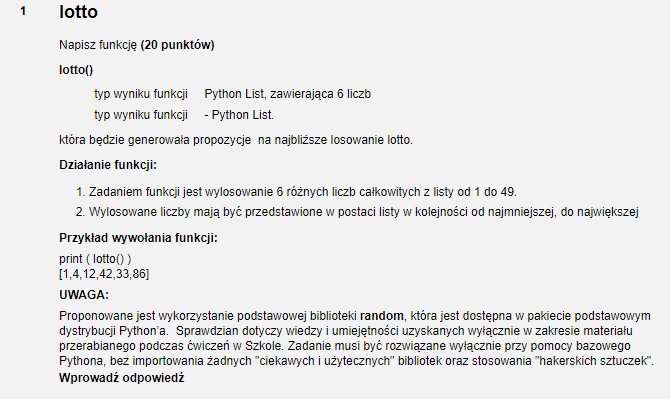 1 lotto
Napisz funkcję (20 punktów)
lotto()
typ wyniku funkcji Python List, zawierająca 6 liczb
typ wyniku funkcji - Python List.
która będzie generowała propozycje na najbliższe losowanie lotto.
Działanie funkcji:
1. Zadaniem funkcji jest wylosowanie 6 różnych liczb całkowitych z listy od 1 do 49.
2. Wylosowane liczby mają być przedstawione w postaci listy w kolejności od najmniejszej, do największej
Przykład wywołania funkcji:
print ( lotto() )
[1,4,12,42,33,86]
UWAGA:
Proponowane jest wykorzystanie podstawowej biblioteki random, która jest dostępna w pakiecie podstawowym
dystrybucji Python'a. Sprawdzian dotyczy wiedzy i umiejętności uzyskanych wyłącznie w zakresie materiału
przerabianego podczas ćwiczeń w Szkole. Zadanie musi być rozwiązane wyłącznie przy pomocy bazowego
Pythona, bez importowania żadnych "ciekawych i użytecznych" bibliotek oraz stosowania "hakerskich sztuczek".
Wprowadź odpowiedź